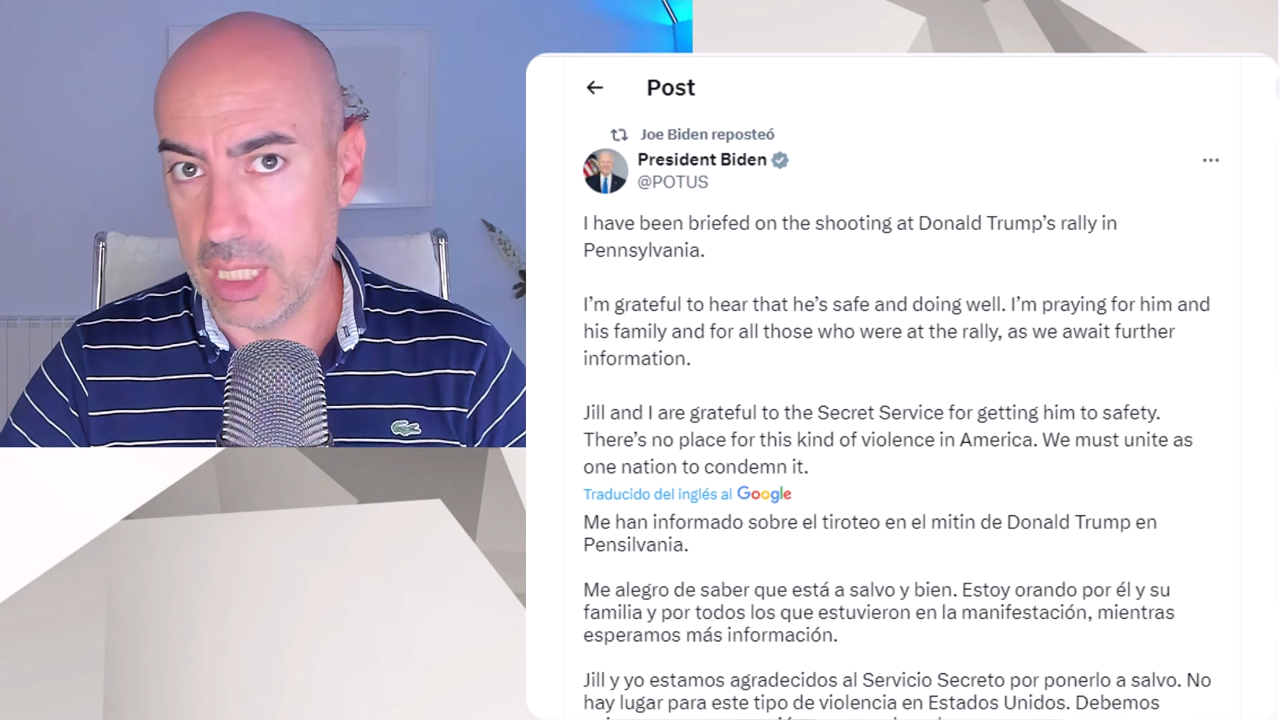 Post
Joe Biden reposteó
President Biden
@POTUS
I have been briefed on the shooting at Donald Trump’s rally in
Pennsylvania.
I’m grateful to hear that he’s safe and doing well. I’m praying for him and
his family and for all those who were at the rally, as we await further
information.
Jill and I are grateful to the Secret Service for getting him to safety.
There’s no place for this kind of violence in America. We must unite as
one nation to condemn it.
Traducido del inglés al Google
Me han informado sobre el tiroteo en el mitin de Donald Trump en
Pensilvania.
Me alegro de saber que está a salvo y bien. Estoy orando por él y su
familia y por todos los que estuvieron en la manifestación, mientras
esperamos más información.
Jill y yo estamos agradecidos al Servicio Secreto por ponerlo a salvo. No
hay lugar para este tipo de violencia en Estados Unidos. Debemos